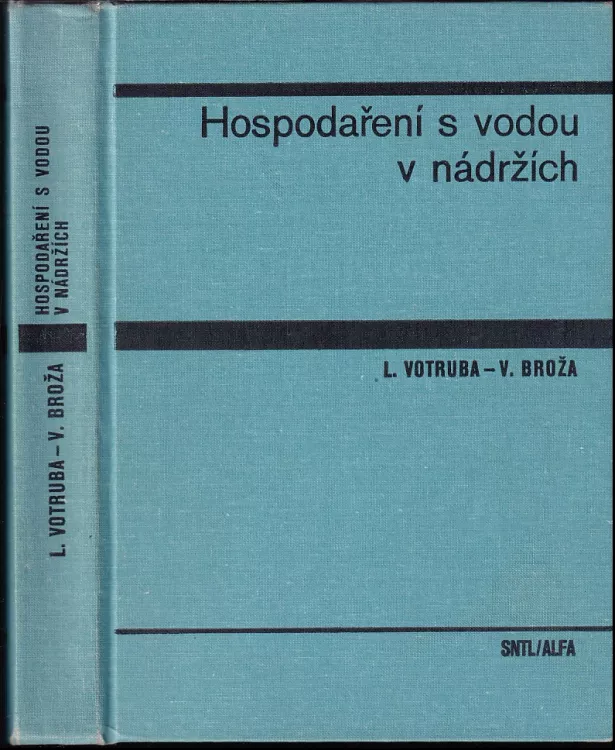 Hospodaření s vodou
v nádržích
L. VOTRUBA – V. BROŽA
SNTL/ALFA
HOSPODAŘENÍ S VODOU
V NÁDRŽÍCH
L. VOTRUBA – V. BROŽA